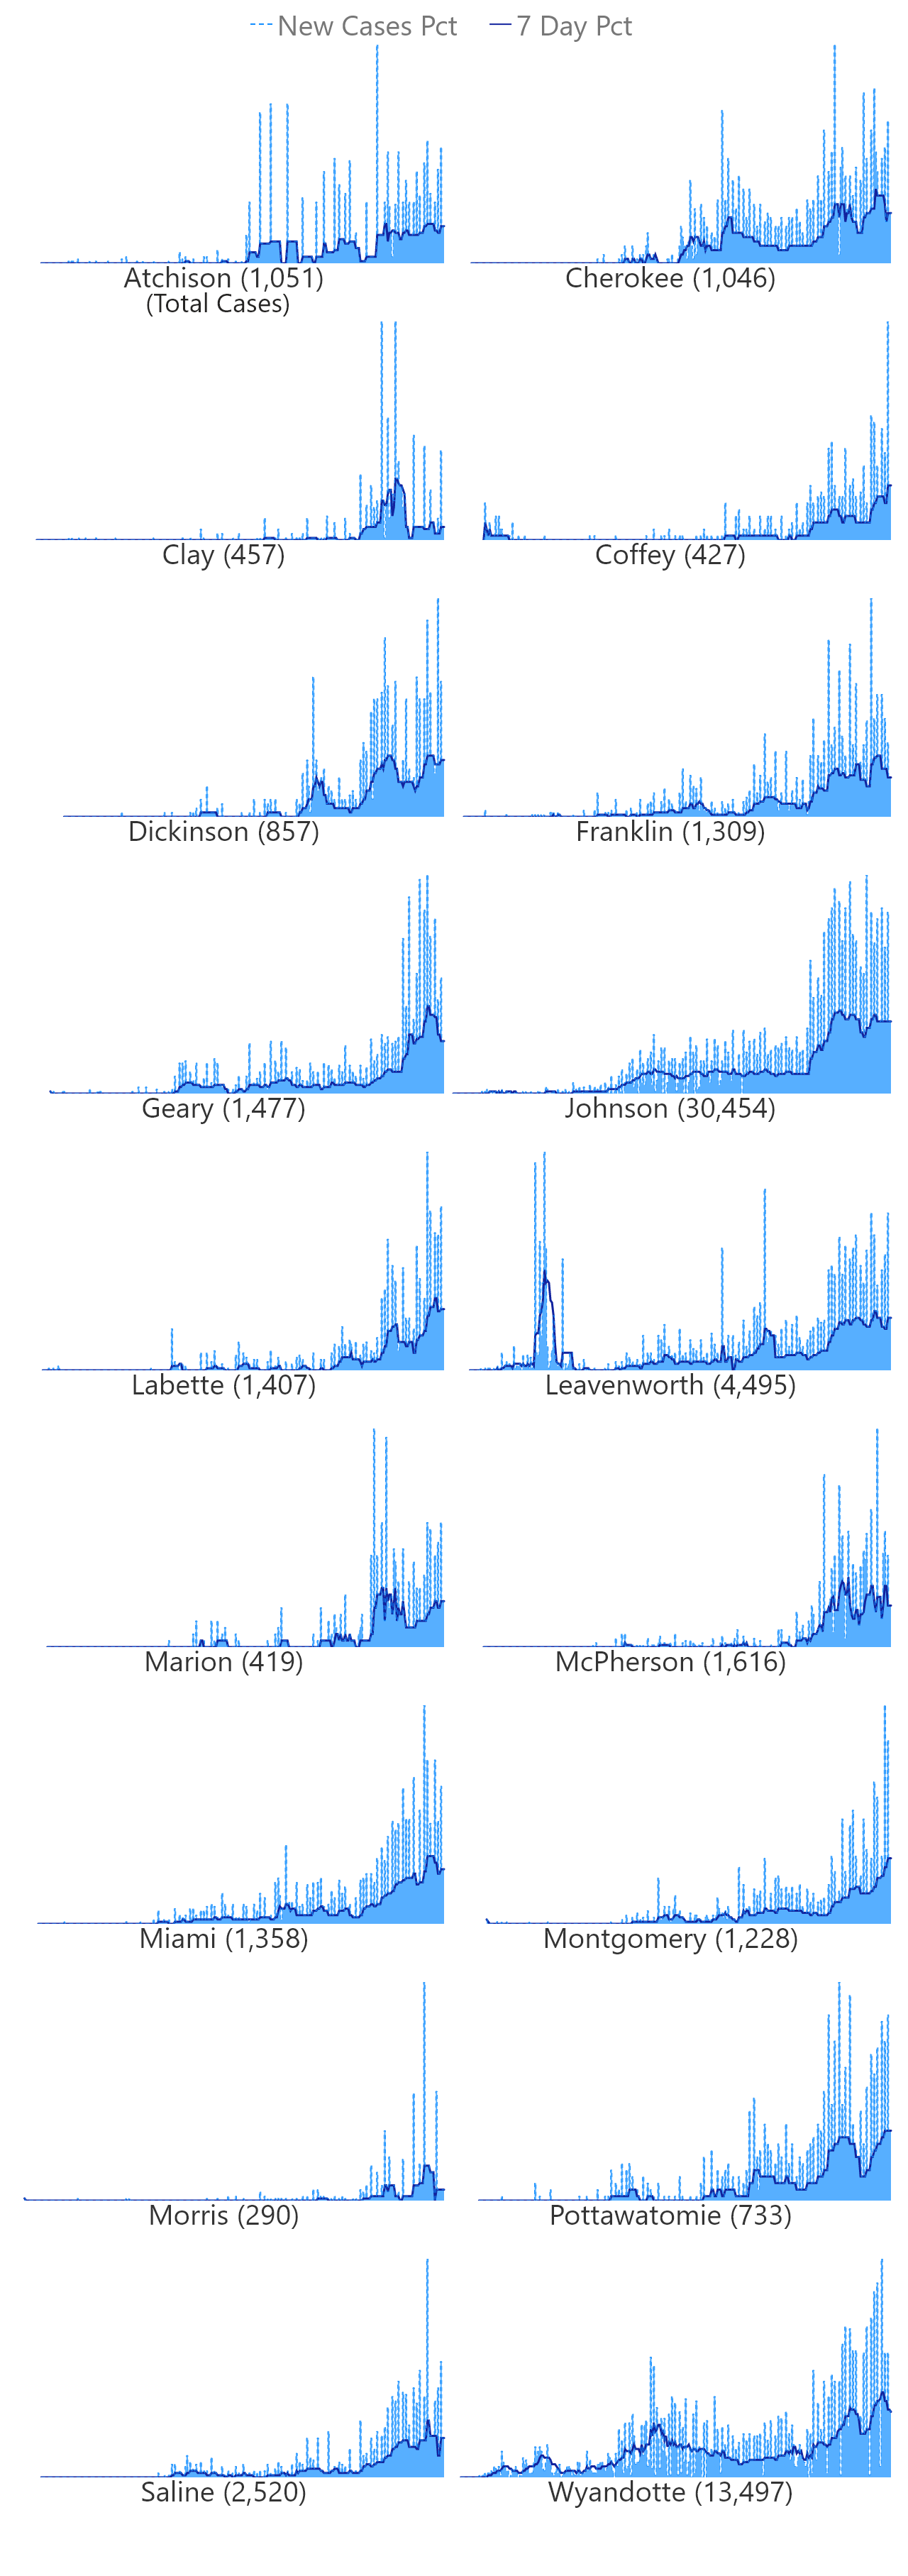 New Cases Pct 7 Day Pct
Atchison (1,051) Cherokee (1,046)
(Total Cases)
Clay (457) Coffey (427)
Dickinson (857) Franklin (1,309)
Geary (1,477) Johnson (30,454)
Labette (1,407) Leavenworth (4,495)
Marion (419) McPherson (1,616)
Miami (1,358) Montgomery (1,228)
Morris (290) Pottawatomie (733)
Saline (2,520) Wyandotte (13,497)